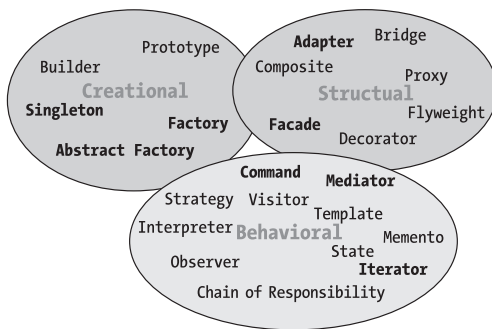 Prototype
Builder
Creational
Singleton
Factory
Abstract Factory
Adapter
Bridge
Composite
Proxy
Structual
Flyweight
Facade
Decorator
Command
Mediator
Strategy
Visitor
Template
Interpreter
Behavioral
Memento
State
Observer
Iterator
Chain of Responsibility